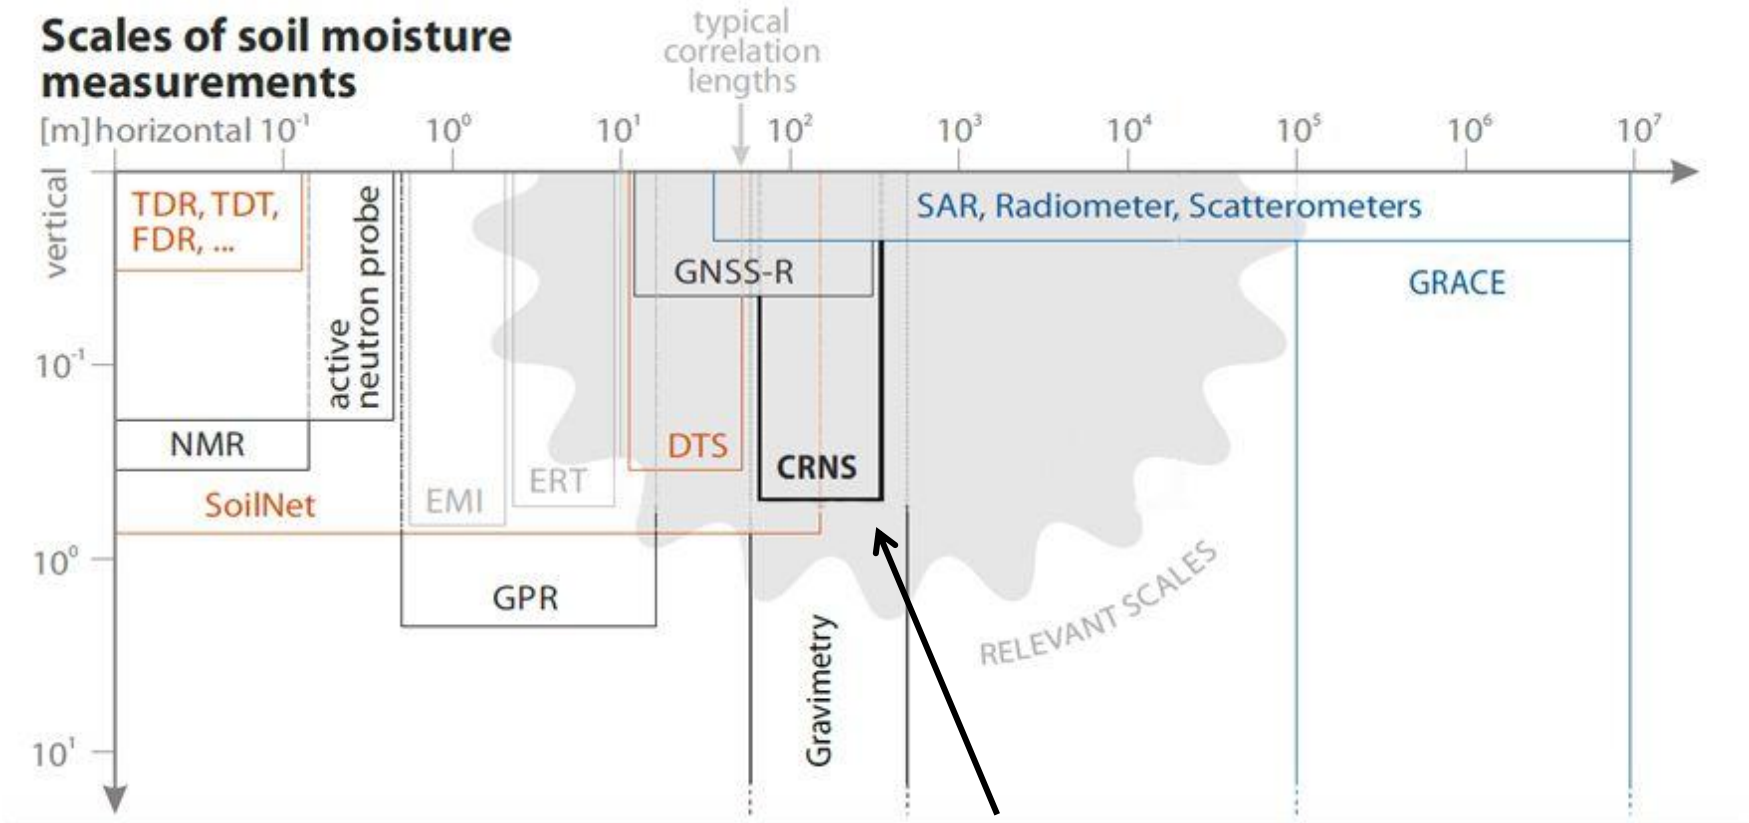 Scales of soil moisture
measurements
typical
correlation
lengths
[m] horizontal 10⁻¹ 10⁰ 10¹ 10² 10³ 10⁴ 10⁵ 10⁶ 10⁷
vertical
TDR, TDT,
FDR, ...
active
neutron probe
SAR, Radiometer, Scatterometers
GNSS-R
GRACE
10⁻¹
NMR
DTS
CRNS
ERT
EMI
SoilNet
10⁰
GPR
RELEVANT SCALES
Gravimetry
10¹